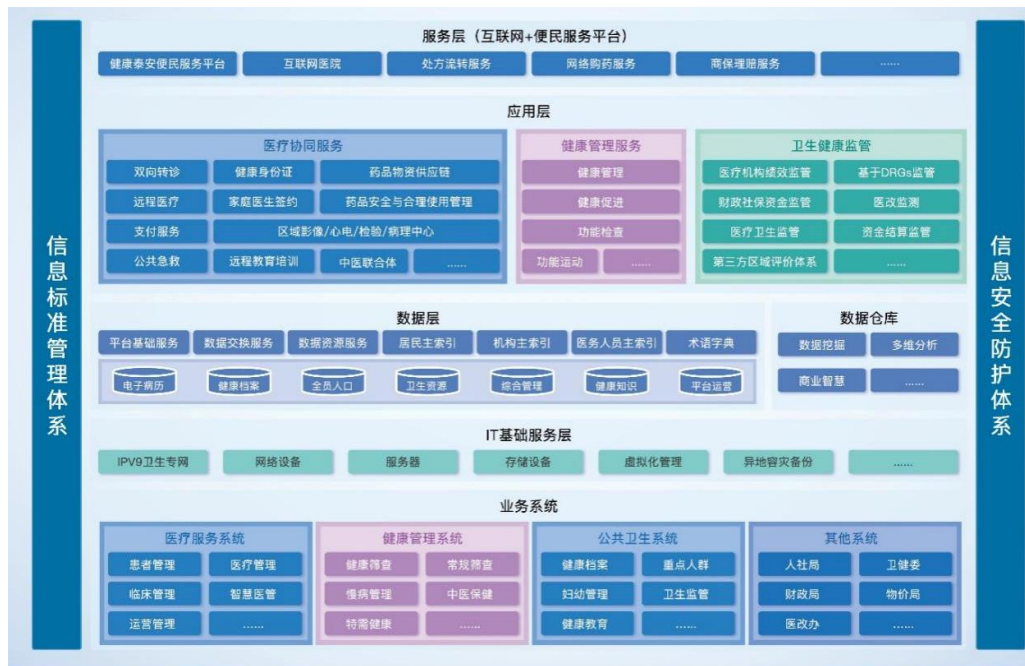 信息标准管理体系
服务层（互联网+便民服务平台）
健康泰安便民服务平台 互联网医院 处方流转服务 网络购药服务 商保理赔服务 ......
应用层
医疗协同服务 健康管理服务 卫生健康监管
双向转诊 健康身份证 药品物资供应链 健康管理 医疗机构绩效监管 基于DRGs监管
远程医疗 家庭医生签约 药品安全与合理使用管理 健康促进 财政社保资金监管 医改监测
支付服务 区域影像/心电/检验/病理中心 功能检查 医疗卫生监管 资金结算监管
公共急救 远程教育培训 中医联合体 ...... 功能运动 ...... 第三方区域评价体系 ......
数据层 数据仓库
平台基础服务 数据交换服务 数据资源服务 居民主索引 机构主索引 医务人员主索引 术语字典 数据挖掘 多维分析
电子病历 健康档案 全员人口 卫生资源 综合管理 健康知识 平台运营 商业智慧 ......
IT基础服务层
IPV9卫生专网 网络设备 服务器 存储设备 虚拟化管理 异地容灾备份 ......
业务系统
医疗服务系统 健康管理系统 公共卫生系统 其他系统
患者管理 医疗管理 健康筛查 常规筛查 健康档案 重点人群 人社局 卫健委
临床管理 智慧医管 慢病管理 中医保健 妇幼管理 卫生监管 财政局 物价局
运营管理 ...... 特需健康 ...... 健康教育 ...... 医改办 ......
信息安全防护体系